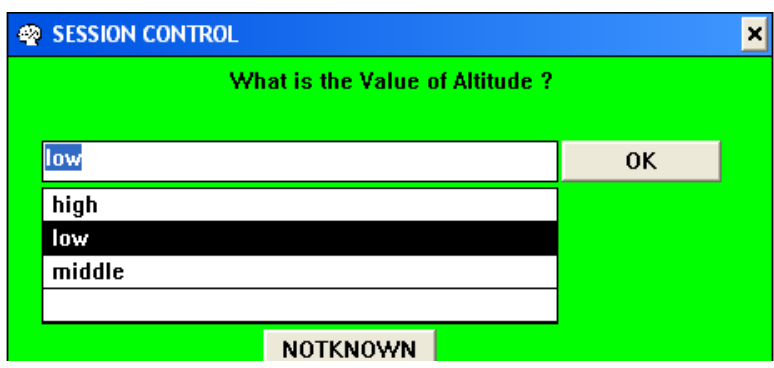 SESSION CONTROL
What is the Value of Altitude ?
low OK
high
low
middle
NOTKNOWN